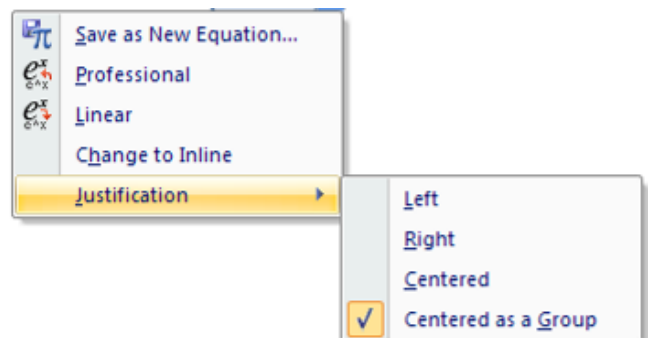 Save as New Equation...
Professional
Linear
Change to Inline
Justification
Left
Right
Centered
Centered as a Group